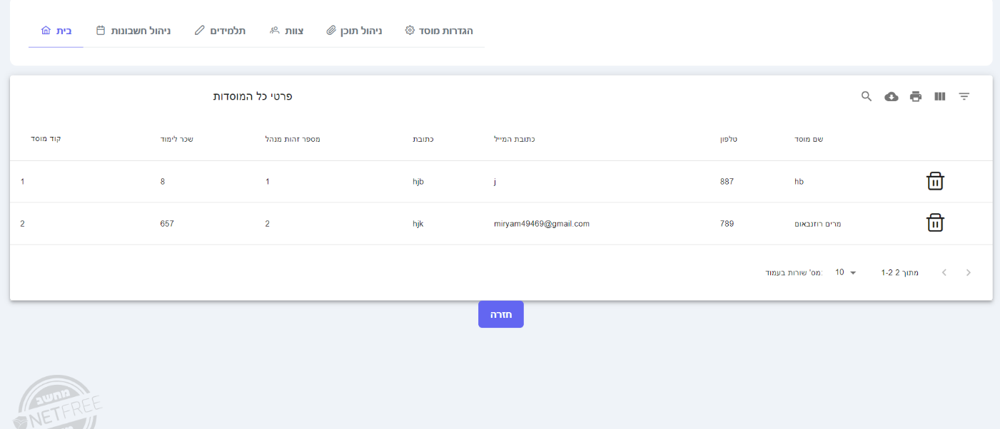 בית ניהול חשבונות תלמידים צוות ניהול תוכן הגדרות מוסד
פרטי כל המוסדות
קוד מוסד שכר לימוד מספר זהות מנהל כתובת כתובת המייל טלפון שם מוסד
1 8 1 hjb j 887 hb
2 657 2 hjk miryam49469@gmail.com 789 מרים רוזנבאום
מס' שורות בעמוד: 10 1-2 מתוך 2
חזרה
מחשב
NETFREE